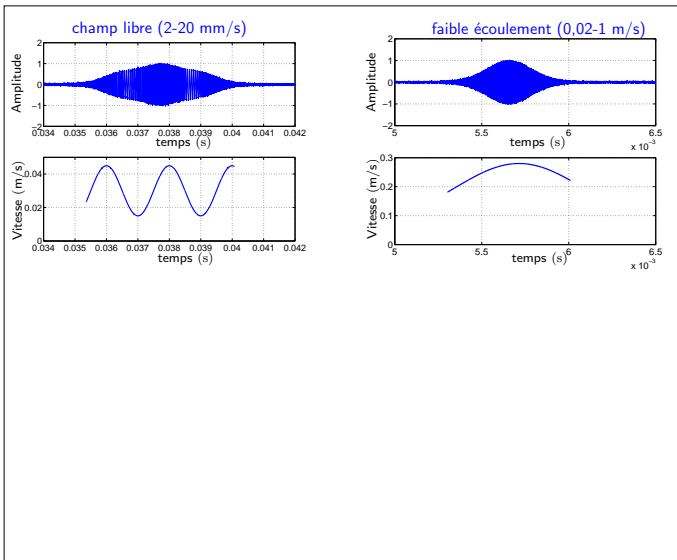 champ libre (2-20 mm/s)
Amplitude
2
1
0
−1
−2
0.034 0.035 0.036 0.037 0.038 0.039 0.04 0.041 0.042
temps (s)
Vitesse (m/s)
0.04
0.02
0
0.034 0.035 0.036 0.037 0.038 0.039 0.04 0.041 0.042
temps (s)
faible écoulement (0,02-1 m/s)
Amplitude
2
1
0
−1
−2
5 5.5 6 6.5
temps (s)
x 10⁻³
Vitesse (m/s)
0.3
0.2
0.1
0
5 5.5 6 6.5
temps (s)
x 10⁻³